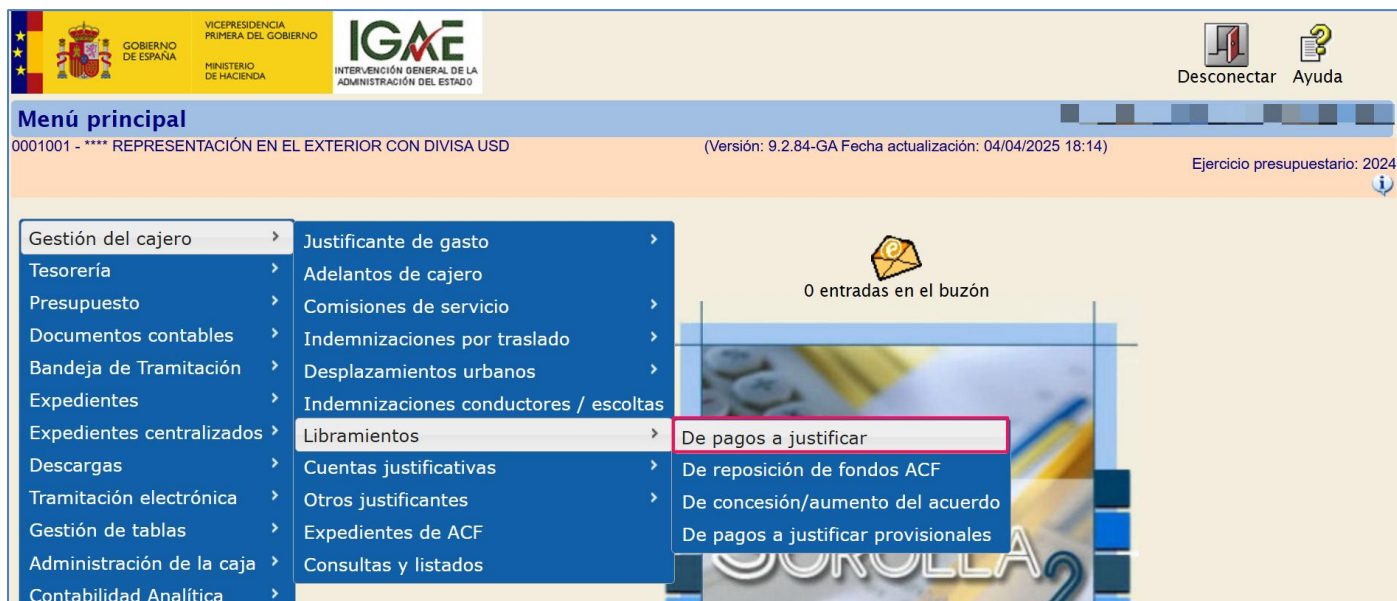 GOBIERNO
DE ESPAÑA
VICEPRESIDENCIA
PRIMERA DEL GOBIERNO
MINISTERIO
DE HACIENDA
IGAE
INTERVENCIÓN GENERAL DE LA
ADMINISTRACIÓN DEL ESTADO
Desconectar Ayuda
Menú principal
0001001 - **** REPRESENTACIÓN EN EL EXTERIOR CON DIVISA USD (Versión: 9.2.84-GA Fecha actualización: 04/04/2025 18:14)
Ejercicio presupuestario: 2024
Gestión del cajero
Tesorería
Presupuesto
Documentos contables
Bandeja de Tramitación
Expedientes
Expedientes centralizados
Descargas
Tramitación electrónica
Gestión de tablas
Administración de la caja
Contabilidad Analítica
Justificante de gasto
Adelantos de cajero
Comisiones de servicio
Indemnizaciones por traslado
Desplazamientos urbanos
Indemnizaciones conductores / escoltas
Libramientos
Cuentas justificativas
Otros justificantes
Expedientes de ACF
Consultas y listados
De pagos a justificar
De reposición de fondos ACF
De concesión/aumento del acuerdo
De pagos a justificar provisionales
0 entradas en el buzón
SOROLLA2